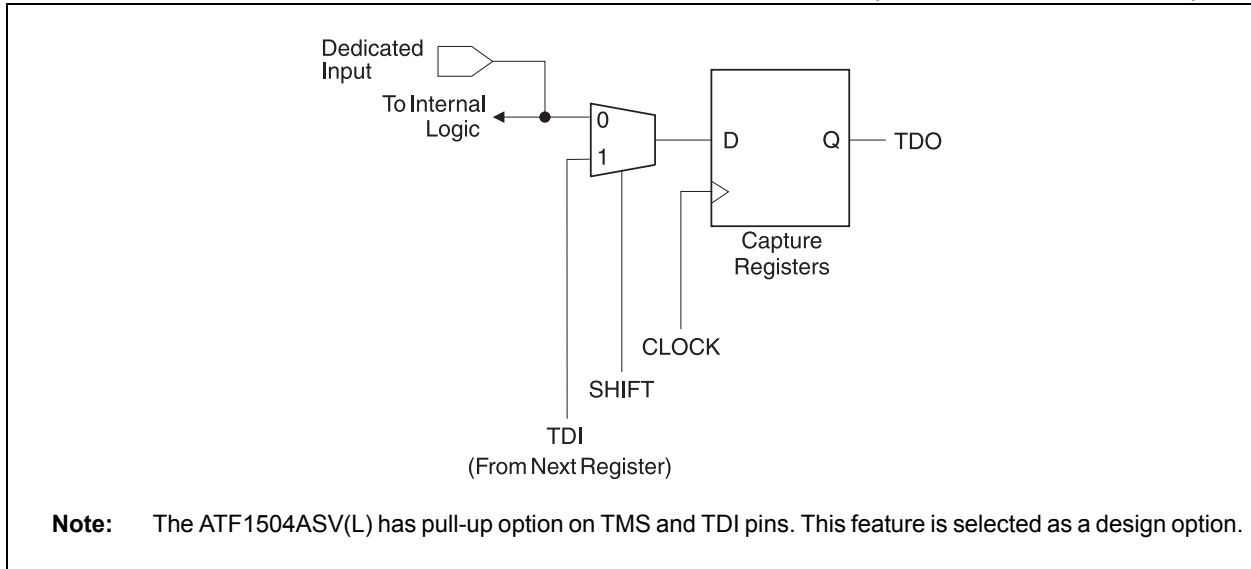 Dedicated
Input
To Internal
Logic
0
1
D
Q
TDO
Capture
Registers
CLOCK
SHIFT
TDI
(From Next Register)
Note: The ATF1504ASV(L) has pull-up option on TMS and TDI pins. This feature is selected as a design option.